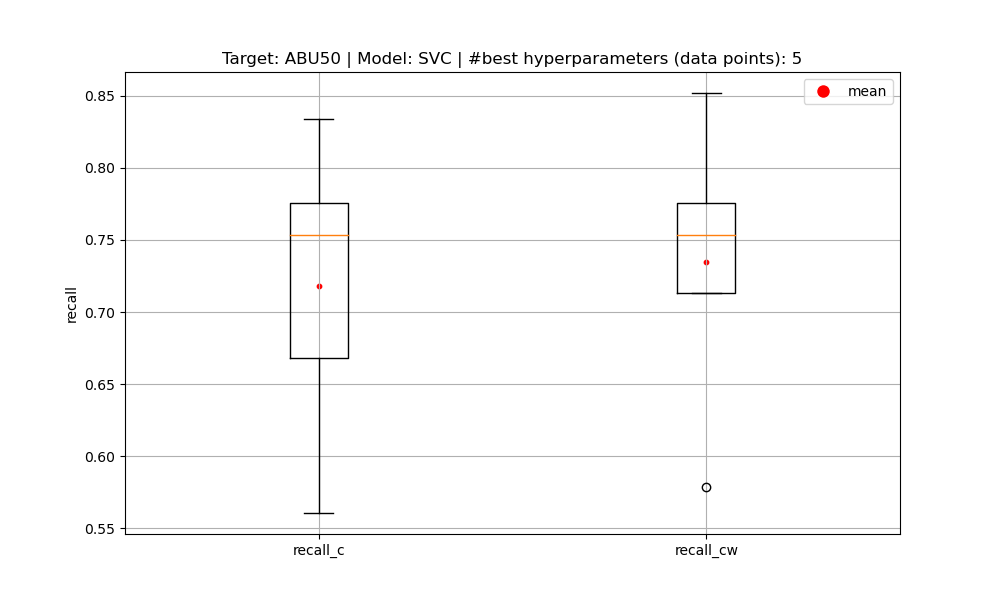 Target: ABU50 | Model: SVC | #best hyperparameters (data points): 5
mean
0.85
0.80
0.75
0.70
0.65
0.60
0.55
recall
recall_c
recall_cw